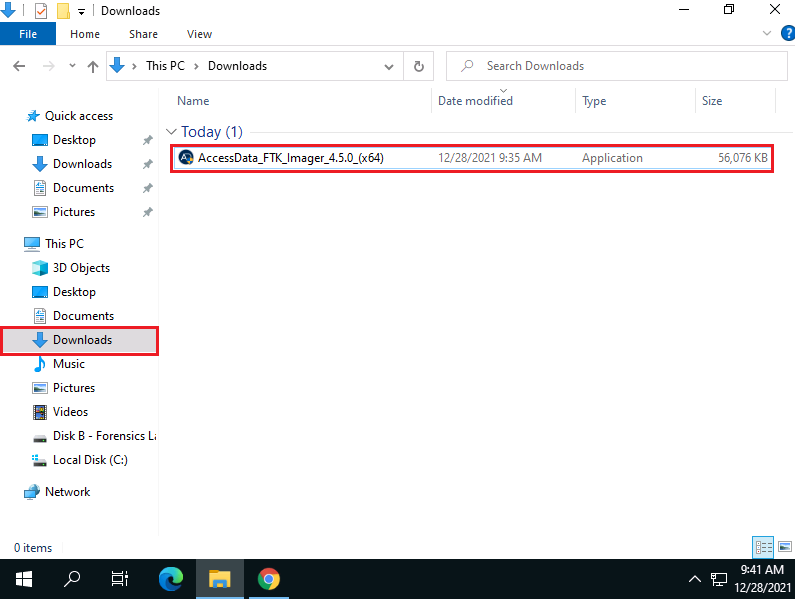 Downloads
File Home Share View
This PC Downloads
Search Downloads
Name Date modified Type Size
Quick access
Today (1)
Desktop
AccessData_FTK_Imager_4.5.0_(x64) 12/28/2021 9:35 AM Application 56,076 KB
Downloads
Documents
Pictures
This PC
3D Objects
Desktop
Documents
Downloads
Music
Pictures
Videos
Disk B - Forensics La
Local Disk (C:)
Network
0 items
9:41 AM
12/28/2021